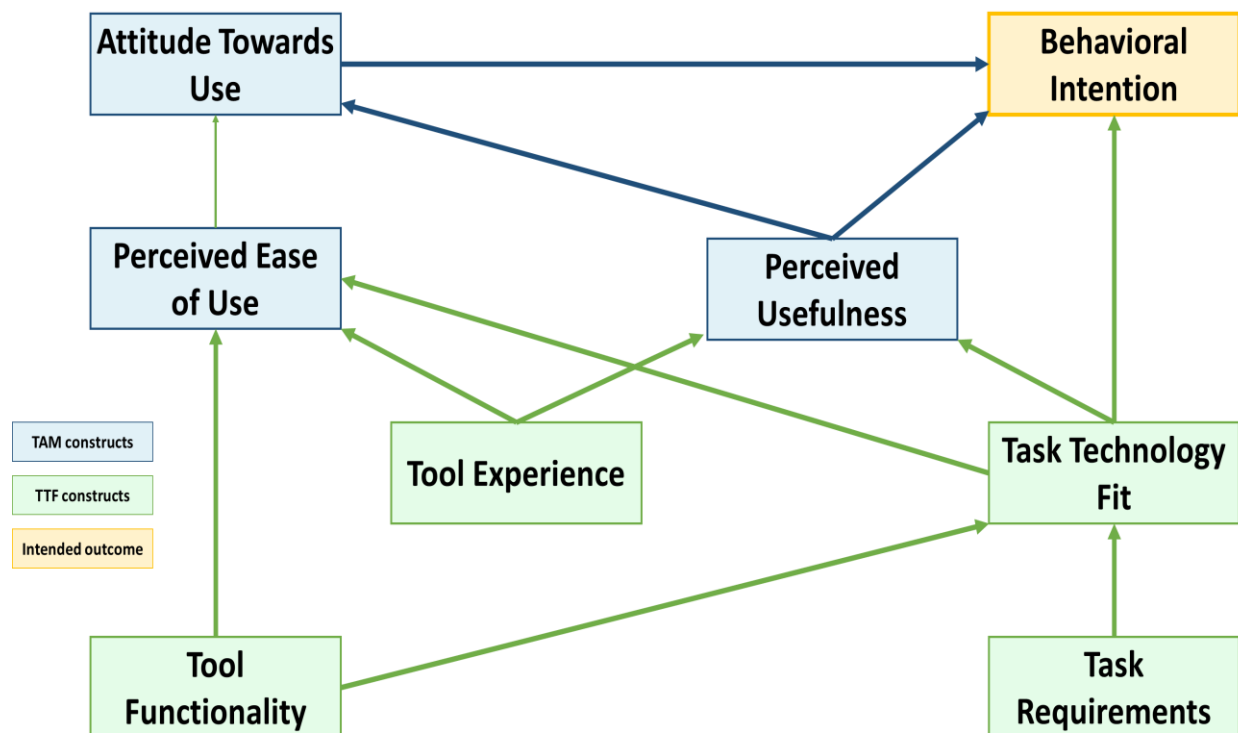 Attitude Towards
Use
Behavioral
Intention
Perceived Ease
of Use
Perceived
Usefulness
TAM constructs
TTF constructs
Intended outcome
Tool Experience
Task Technology
Fit
Tool
Functionality
Task
Requirements